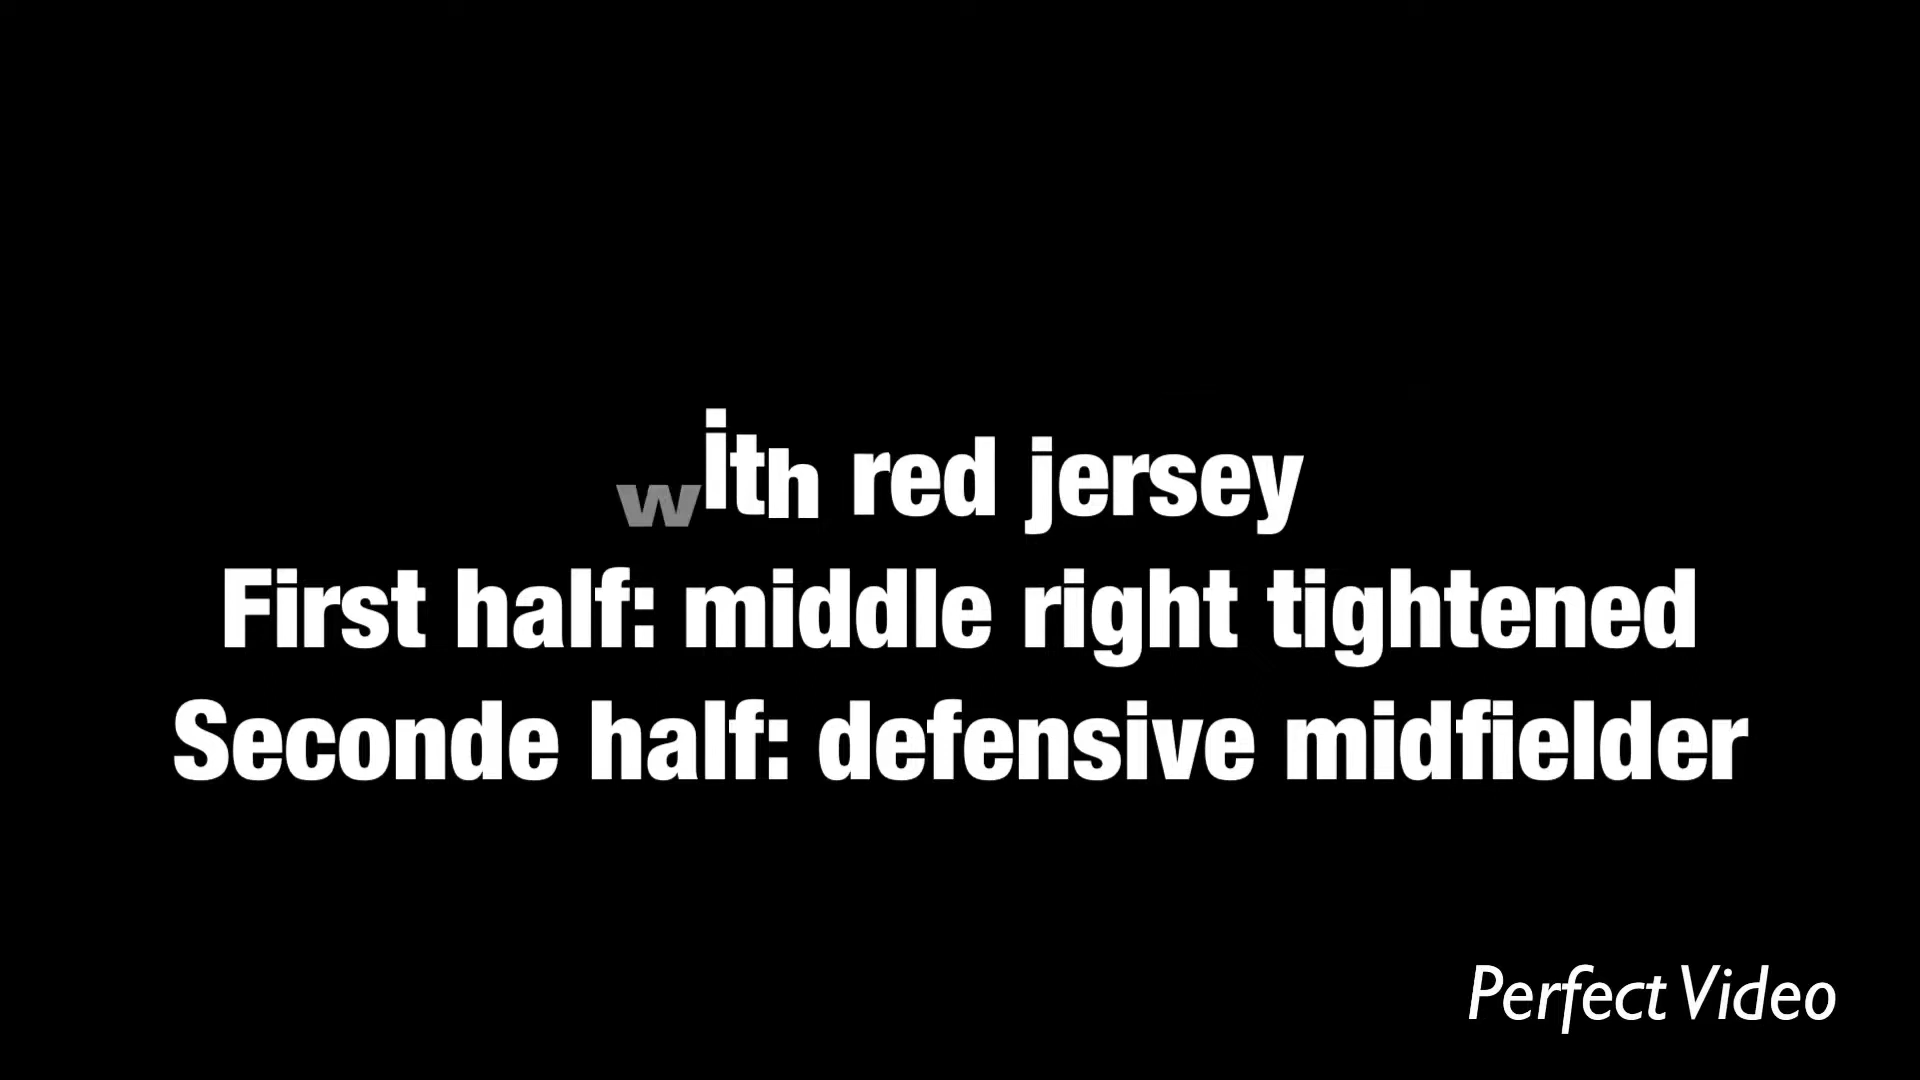 with red jersey
First half: middle right tightened
Seconde half: defensive midfielder
Perfect Video